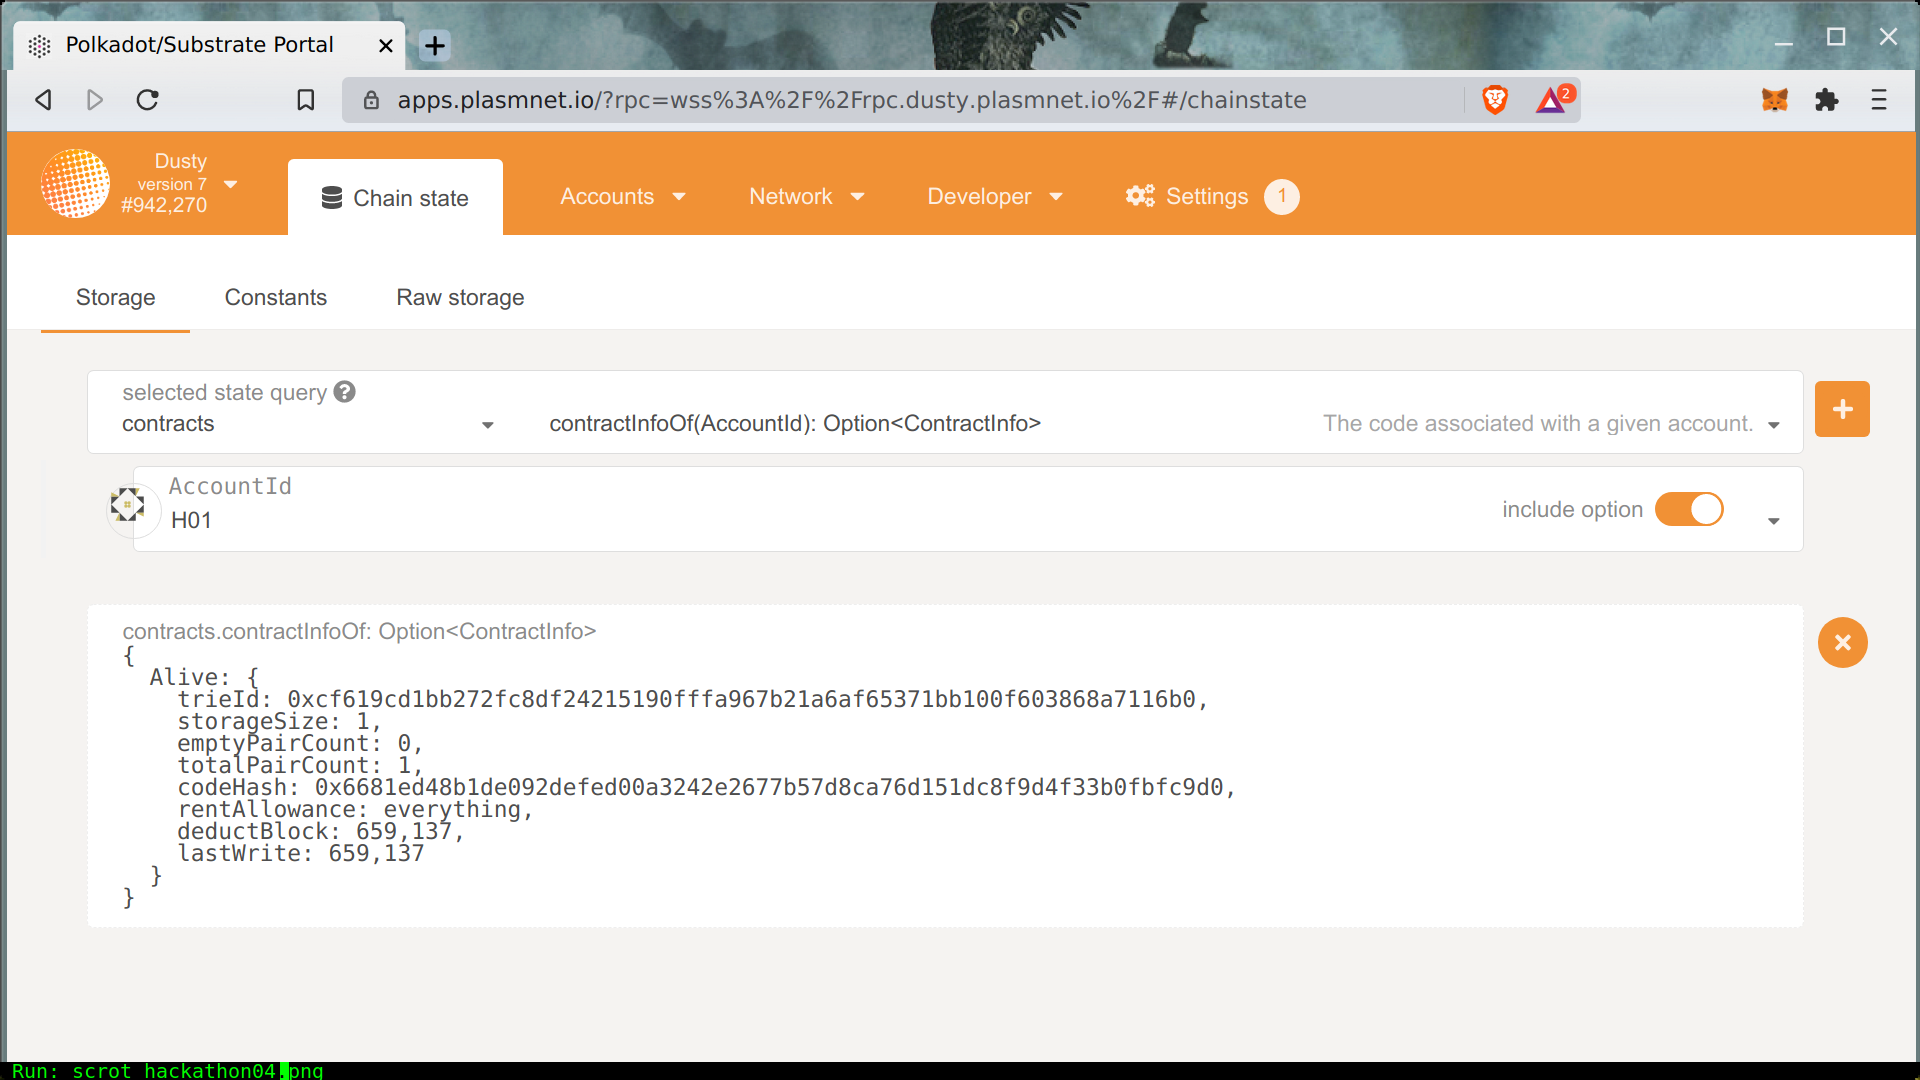 Polkadot/Substrate Portal
apps.plasmnet.io/?rpc=wss%3A%2F%2Frpc.dusty.plasmnet.io%2F#/chainstate
2
Dusty
version 7
#942,270
Chain state
Accounts
Network
Developer
Settings
1
Storage
Constants
Raw storage
selected state query ?
contracts
contractInfoOf(AccountId): Option<ContractInfo>
The code associated with a given account.
AccountId
H01
include option
contracts.contractInfoOf: Option<ContractInfo>
{
Alive: {
trieId: 0xcf619cd1bb272fc8df24215190fffa967b21a6af65371bb100f603868a7116b0,
storageSize: 1,
emptyPairCount: 0,
totalPairCount: 1,
codeHash: 0x6681ed48b1de092defed00a3242e2677b57d8ca76d151dc8f9d4f33b0fbfc9d0,
rentAllowance: everything,
deductBlock: 659,137,
lastWrite: 659,137
}
}
Run: scrot hackathon04.png